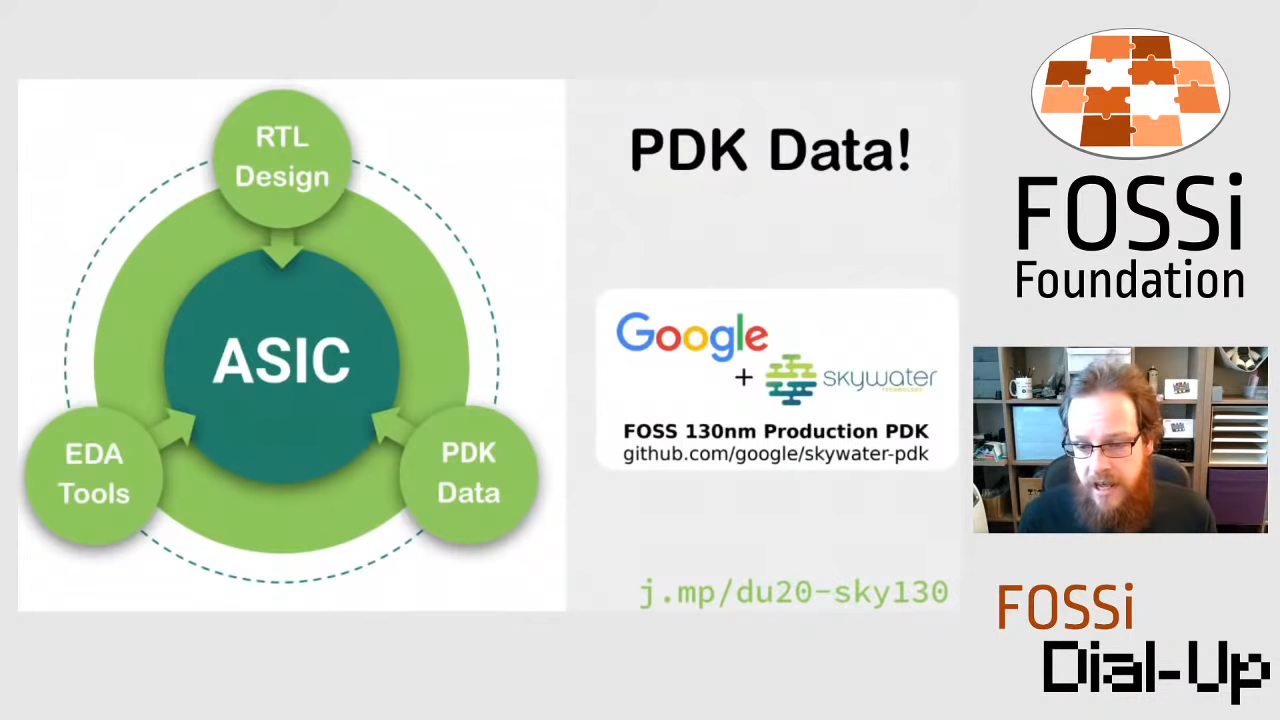 RTL
Design
ASIC
EDA
Tools
PDK
Data
PDK Data!
Google
+
skywater
TECHNOLOGY
FOSS 130nm Production PDK
github.com/google/skywater-pdk
j.mp/du20-sky130
FOSSi
Foundation
FOSSi
Dial-Up